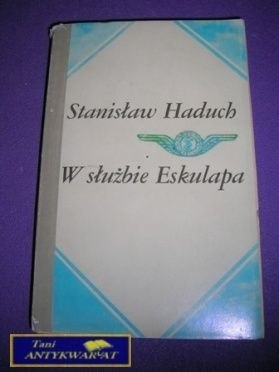 Stanisław Haduch
W służbie Eskulapa
Tani
ANTYKWARIAT